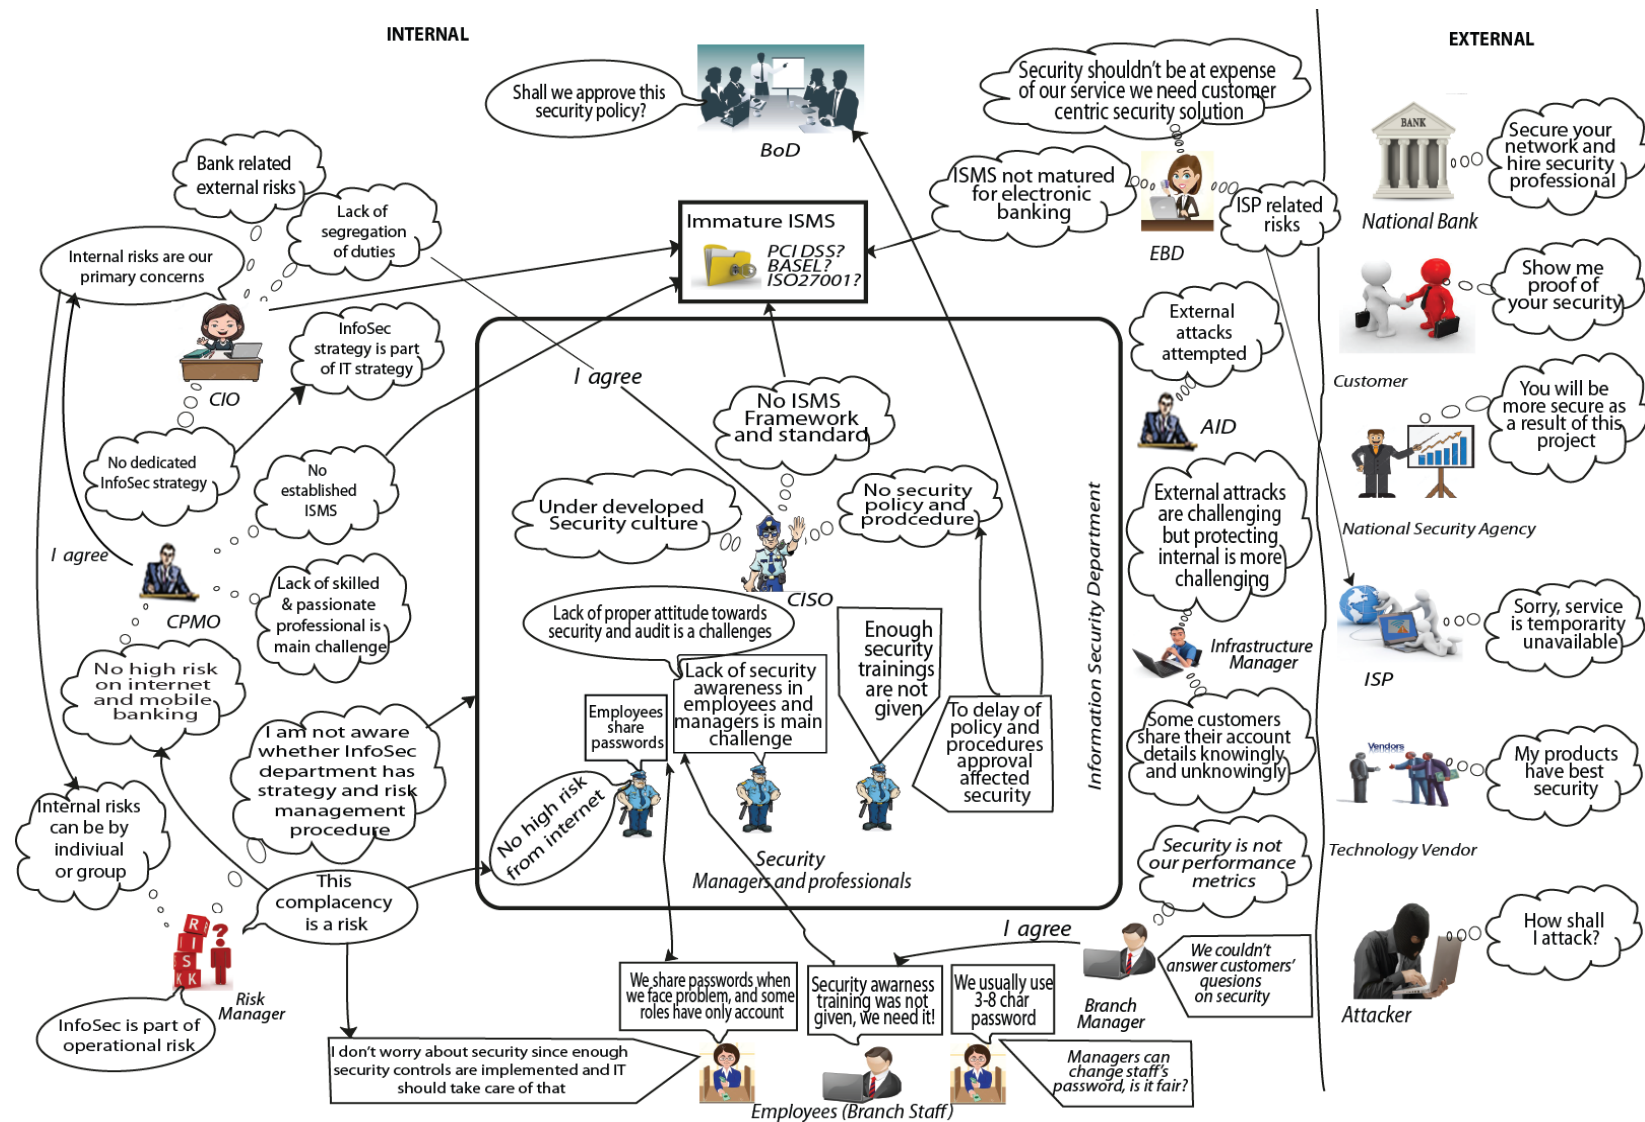 INTERNAL
EXTERNAL
Shall we approve this
security policy?
BoD
Security shouldn't be at expense
of our service we need customer
centric security solution
ISMS not matured
for electronic
banking
EBD
ISP related
risks
BANK
National Bank
Secure your
network and
hire security
professional
Bank related
external risks
Lack of
segregation
of duties
Internal risks are our
primary concerns
CIO
InfoSec
strategy is part
of IT strategy
No dedicated
InfoSec strategy
Immature ISMS
PCI DSS?
BASEL?
ISO27001?
I agree
No ISMS
Framework
and standard
External
attacks
attempted
AID
Show me
proof of
your security
Customer
You will be
more secure as
a result of this
project
National Security Agency
No
established
ISMS
I agree
CPMO
Lack of skilled
& passionate
professional is
main challenge
No high risk
on internet
and mobile
banking
Under developed
Security culture
No security
policy and
prodcedure
CISO
Information Security Department
External attracks
are challenging
but protecting
internal is more
challenging
Infrastructure
Manager
Some customers
share their account
details knowingly
and unknowingly
Sorry, service
is temporarity
unavailable
ISP
Lack of proper attitude towards
security and audit is a challenges
Employees
share
passwords
Lack of security
awareness in
employees and
managers is main
challenge
Enough
security
trainings
are not
given
To delay of
policy and
procedures
approval
affected
security
No high risk
from internet
Security
Managers and professionals
I am not aware
whether InfoSec
department has
strategy and risk
management
procedure
Internal risks
can be by
indiviual
or group
This
complacency
is a risk
RISK
K
?
Risk
Manager
InfoSec is part of
operational risk
Vendors
My products
have best
security
Technology Vendor
Security is not
our performance
metrics
I agree
Branch
Manager
We couldn't
answer customers'
quesions
on security
How shall
I attack?
Attacker
We share passwords when
we face problem, and some
roles have only account
Security awarness
training was not
given, we need it!
We usually use
3-8 char
password
I don't worry about security since enough
security controls are implemented and IT
should take care of that
Managers can
change staff's
password, is it fair?
Employees (Branch Staff)